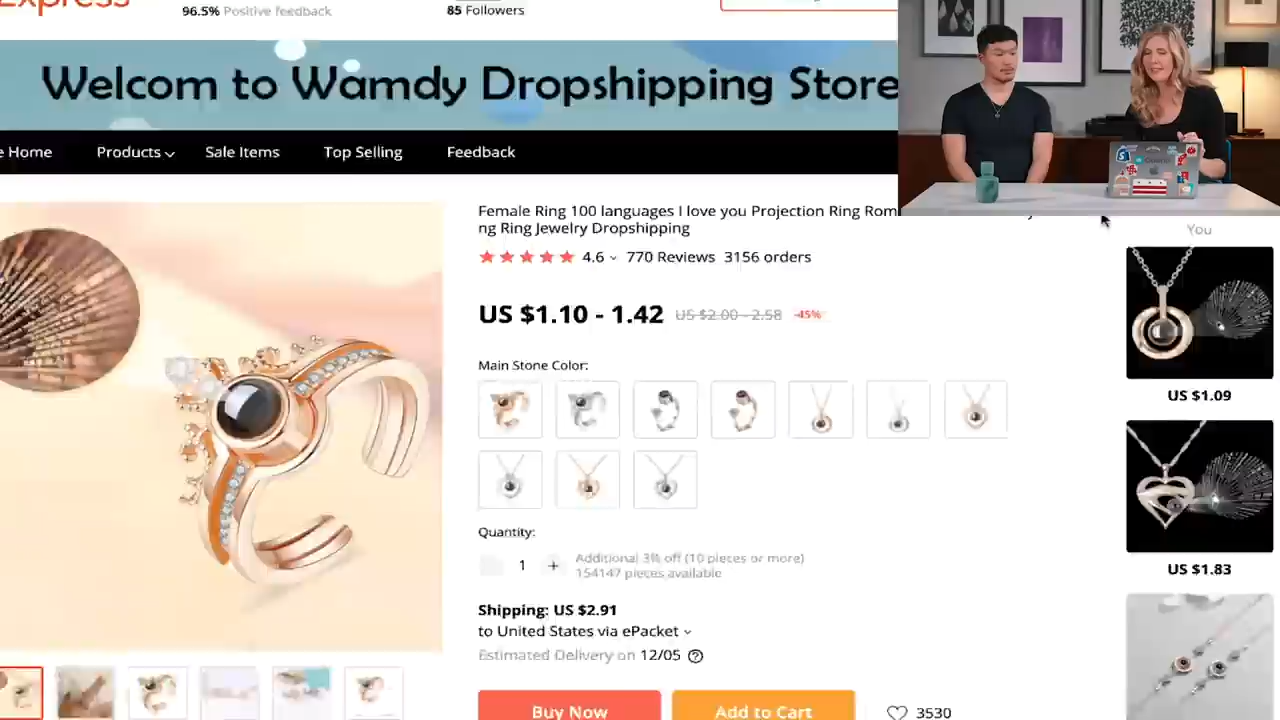 Express
96.5% Positive feedback
85 Followers
Welcom to Wamdy Dropshipping Store
e Home
Products
Sale Items
Top Selling
Feedback
Female Ring 100 languages I love you Projection Ring Rom
ng Ring Jewelry Dropshipping
4.6
770 Reviews
3156 orders
You
US $1.10 - 1.42
US $2.00 - 2.58
-45%
Main Stone Color:
US $1.09
Quantity:
1
+
Additional 3% off (10 pieces or more)
154147 pieces available
US $1.83
Shipping: US $2.91
to United States via ePacket
Estimated Delivery on 12/05
Buy Now
Add to Cart
3530